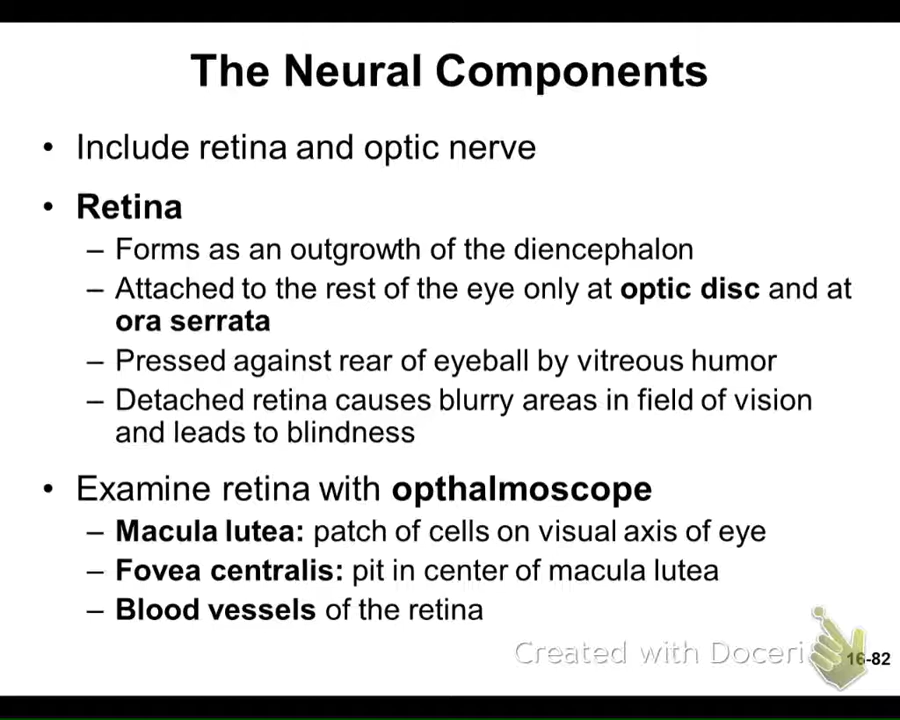 The Neural Components
• Include retina and optic nerve
• Retina
– Forms as an outgrowth of the diencephalon
– Attached to the rest of the eye only at optic disc and at
ora serrata
– Pressed against rear of eyeball by vitreous humor
– Detached retina causes blurry areas in field of vision
and leads to blindness
• Examine retina with opthalmoscope
– Macula lutea: patch of cells on visual axis of eye
– Fovea centralis: pit in center of macula lutea
– Blood vessels of the retina
Created with Doceri
16-82